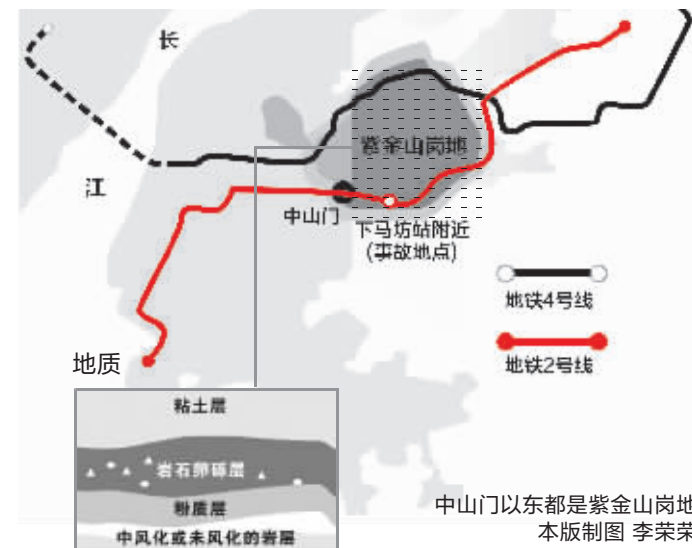 长
江
紫金山岗地
中山门
下马坊站附近
(事故地点)
地铁4号线
地铁2号线
地质
粘土层
岩石卵砾层
粉质层
中风化或未风化的岩层
中山门以东都是紫金山岗地
本版制图 李荣荣